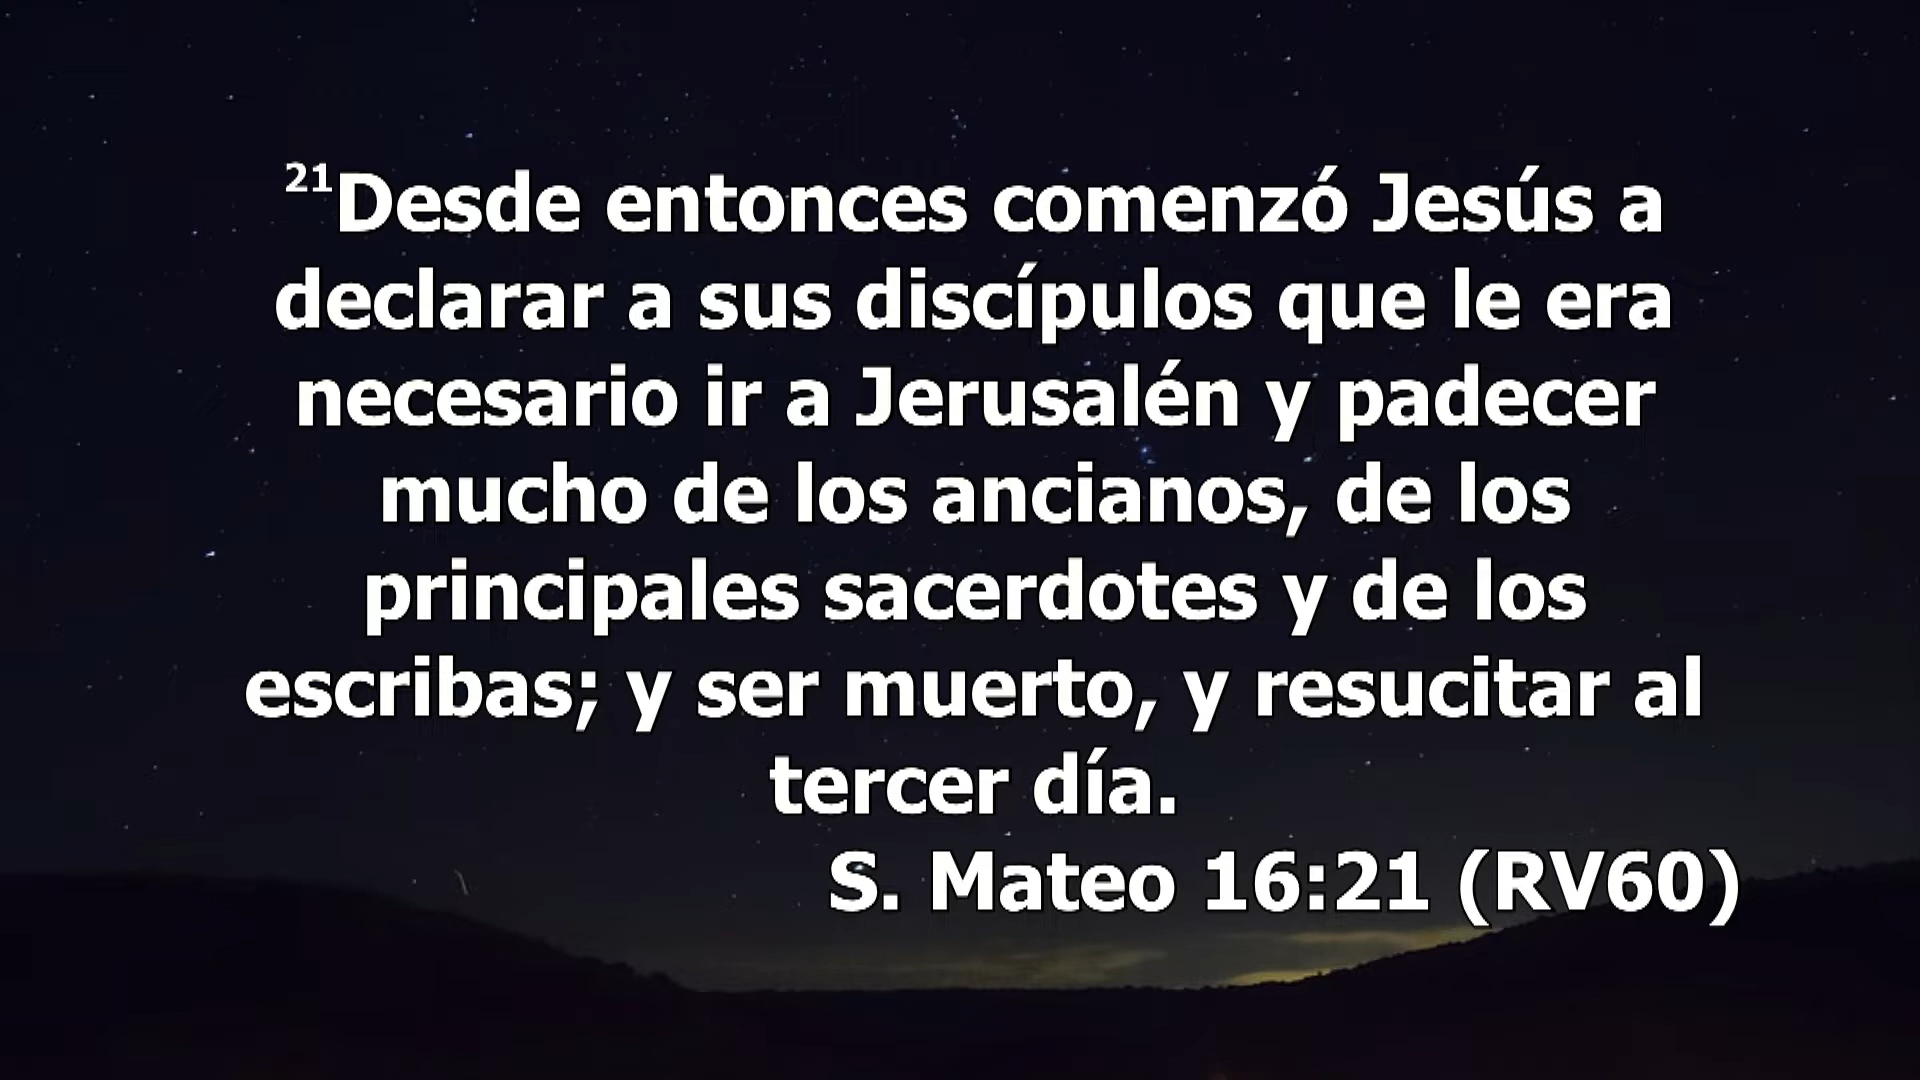 21Desde entonces comenzó Jesús a
declarar a sus discípulos que le era
necesario ir a Jerusalén y padecer
mucho de los ancianos, de los
principales sacerdotes y de los
escribas; y ser muerto, y resucitar al
tercer día.
S. Mateo 16:21 (RV60)